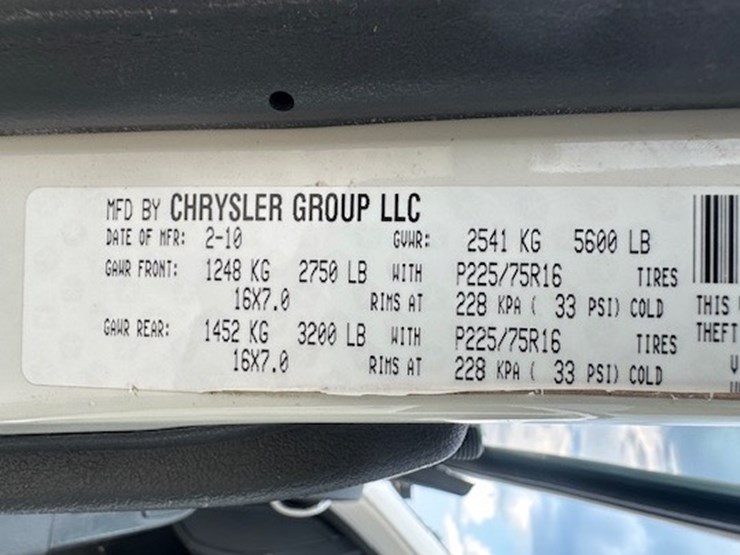 MFD BY CHRYSLER GROUP LLC
DATE OF MFR: 2-10 GVWR: 2541 KG 5600 LB
GAWR FRONT: 1248 KG 2750 LB WITH P225/75R16 TIRES
16X7.0 RIMS AT 228 KPA ( 33 PSI) COLD
THIS
GAWR REAR: 1452 KG 3200 LB WITH P225/75R16 TIRES
THEFT
16X7.0 RIMS AT 228 KPA ( 33 PSI) COLD